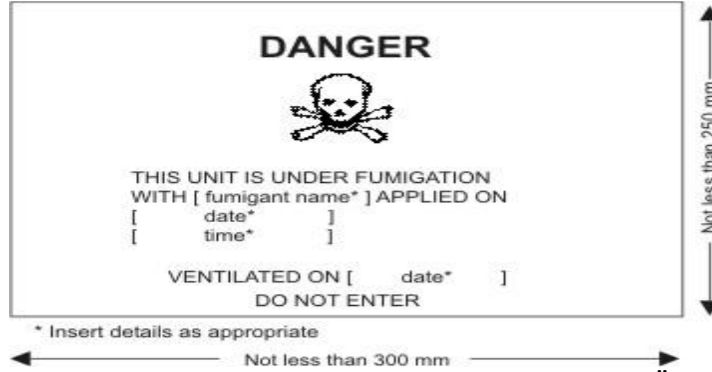 DANGER
THIS UNIT IS UNDER FUMIGATION
WITH [ fumigant name* ] APPLIED ON
[ date* ]
[ time* ]
VENTILATED ON [ date* ]
DO NOT ENTER
* Insert details as appropriate
Not less than 300 mm
Not less than 250 mm